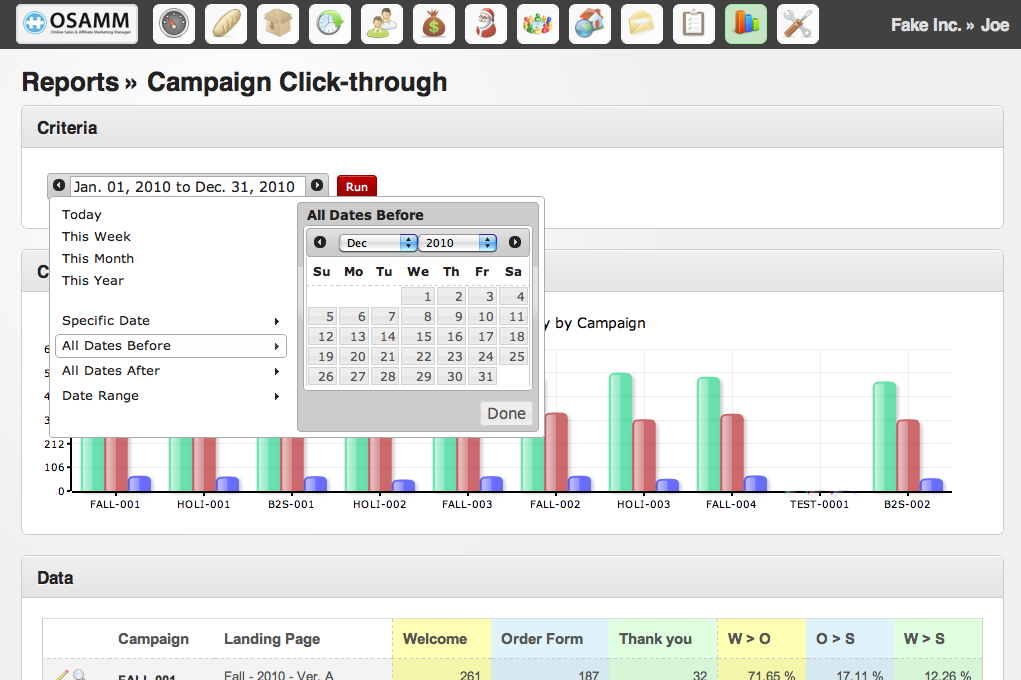 OSAMM
Online Sales & Affiliate Marketing Manager
Fake Inc. » Joe
Reports » Campaign Click-through
Criteria
Jan. 01, 2010 to Dec. 31, 2010
Run
Today
This Week
This Month
This Year
Specific Date
All Dates Before
All Dates After
Date Range
All Dates Before
Dec 2010
Su Mo Tu We Th Fr Sa
1 2 3 4
5 6 7 8 9 10 11
12 13 14 15 16 17 18
19 20 21 22 23 24 25
26 27 28 29 30 31
Done
C
y by Campaign
6
5
4
3
212
106
0
FALL-001 HOLI-001 B2S-001 HOLI-002 FALL-003 FALL-002 HOLI-003 FALL-004 TEST-0001 B2S-002
Data
Campaign Landing Page Welcome Order Form Thank you W > O O > S W > S
FALL-001 Fall - 2010 - Ver. A 261 187 32 71.65 % 17.11 % 12.26 %